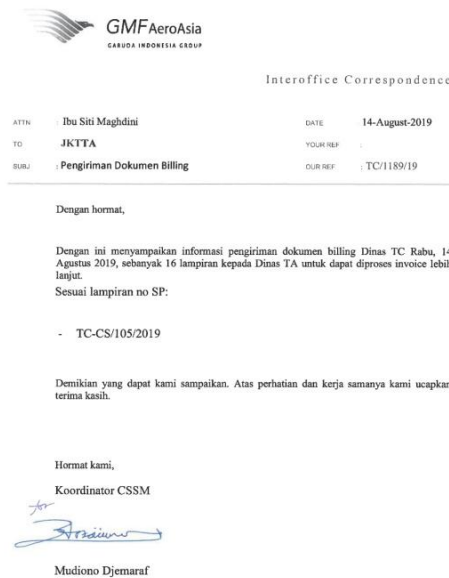 GMF AeroAsia
GARUDA INDONESIA GROUP
Interoffice Correspondence
ATTN : Ibu Siti Maghdini DATE 14-August-2019
TO JKTTA YOUR REF :
SUBJ : Pengiriman Dokumen Billing OUR REF : TC/1189/19
Dengan hormat,
Dengan ini menyampaikan informasi pengiriman dokumen billing Dinas TC Rabu, 14
Agustus 2019, sebanyak 16 lampiran kepada Dinas TA untuk dapat diproses invoice lebih
lanjut.
Sesuai lampiran no SP:
- TC-CS/105/2019
Demikian yang dapat kami sampaikan. Atas perhatian dan kerja samanya kami ucapkan
terima kasih.
Hormat kami,
Koordinator CSSM
for
Mudiono Djemaraf